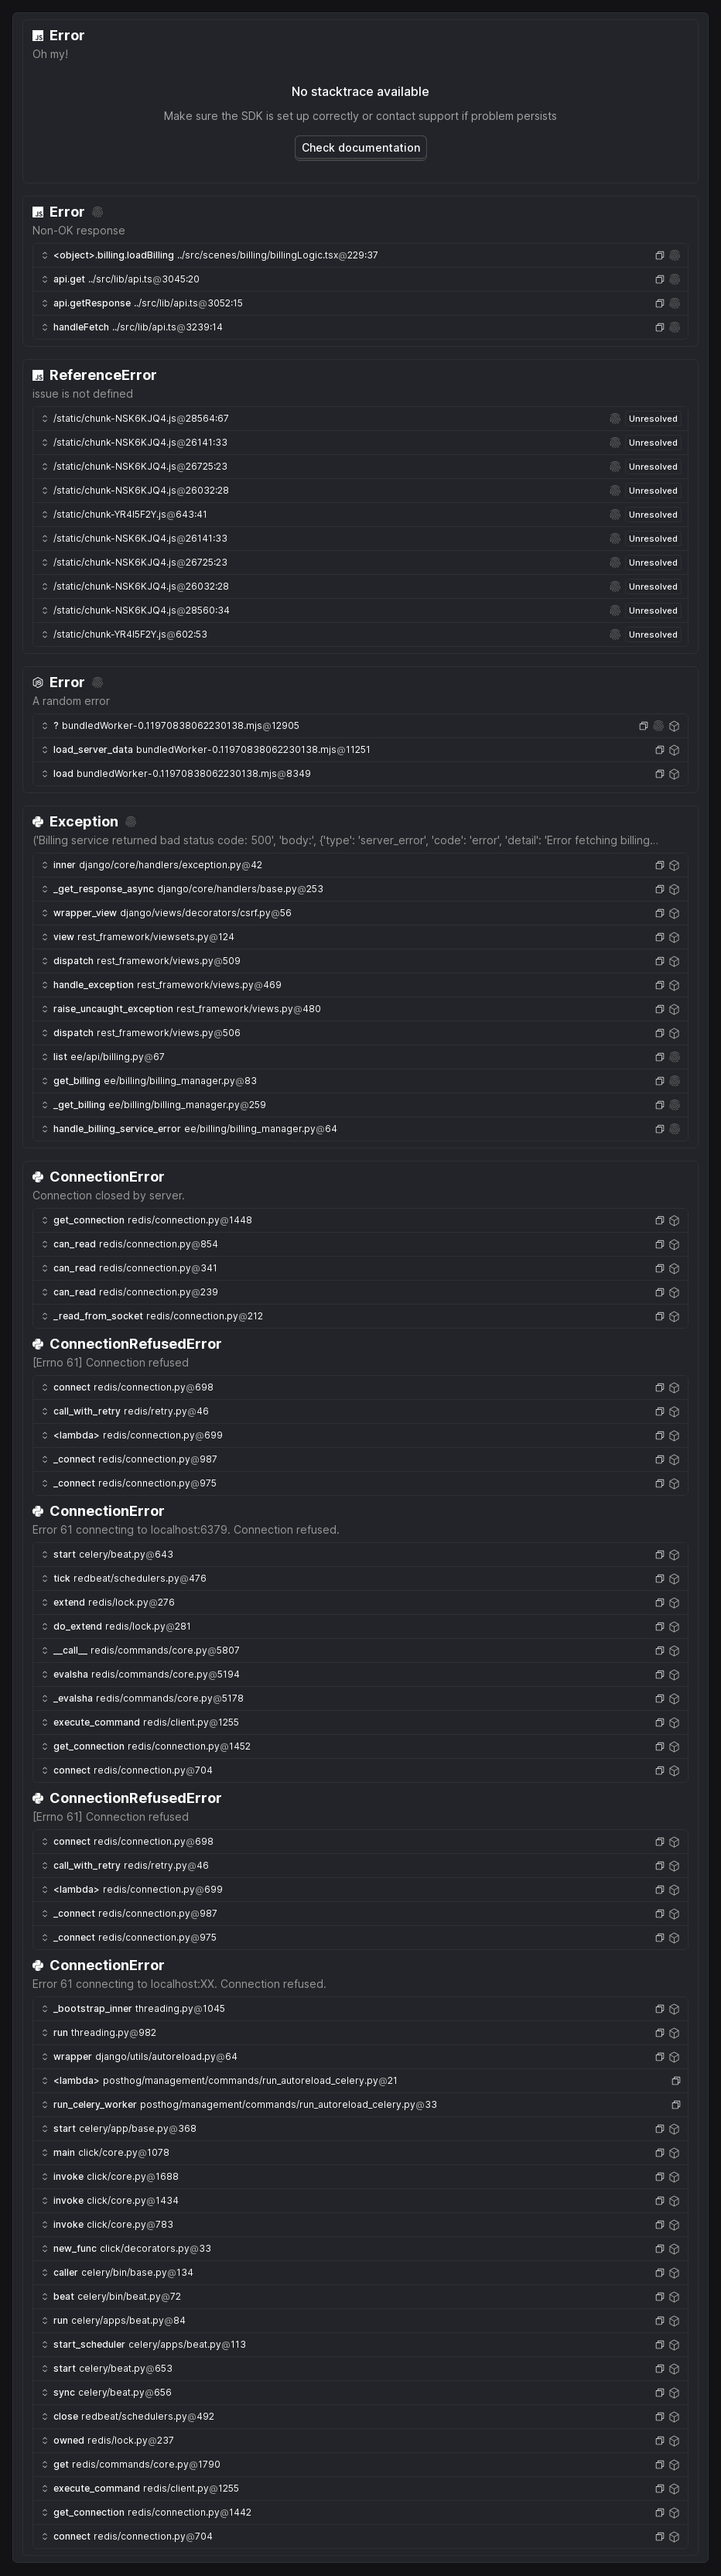 Error
Oh my!
No stacktrace available
Make sure the SDK is set up correctly or contact support if problem persists
Check documentation
Error
Non-OK response
<object>.billing.loadBilling ../src/scenes/billing/billingLogic.tsx@229:37
api.get ../src/lib/api.ts@3045:20
api.getResponse ../src/lib/api.ts@3052:15
handleFetch ../src/lib/api.ts@3239:14
ReferenceError
issue is not defined
/static/chunk-NSK6KJQ4.js@28564:67 Unresolved
/static/chunk-NSK6KJQ4.js@26141:33 Unresolved
/static/chunk-NSK6KJQ4.js@26725:23 Unresolved
/static/chunk-NSK6KJQ4.js@26032:28 Unresolved
/static/chunk-YR4I5F2Y.js@643:41 Unresolved
/static/chunk-NSK6KJQ4.js@26141:33 Unresolved
/static/chunk-NSK6KJQ4.js@26725:23 Unresolved
/static/chunk-NSK6KJQ4.js@26032:28 Unresolved
/static/chunk-NSK6KJQ4.js@28560:34 Unresolved
/static/chunk-YR4I5F2Y.js@602:53 Unresolved
Error
A random error
? bundledWorker-0.11970838062230138.mjs@12905
load_server_data bundledWorker-0.11970838062230138.mjs@11251
load bundledWorker-0.11970838062230138.mjs@8349
Exception
('Billing service returned bad status code: 500', 'body:', {'type': 'server_error', 'code': 'error', 'detail': 'Error fetching billing...
inner django/core/handlers/exception.py@42
_get_response_async django/core/handlers/base.py@253
wrapper_view django/views/decorators/csrf.py@56
view rest_framework/viewsets.py@124
dispatch rest_framework/views.py@509
handle_exception rest_framework/views.py@469
raise_uncaught_exception rest_framework/views.py@480
dispatch rest_framework/views.py@506
list ee/api/billing.py@67
get_billing ee/billing/billing_manager.py@83
_get_billing ee/billing/billing_manager.py@259
handle_billing_service_error ee/billing/billing_manager.py@64
ConnectionError
Connection closed by server.
get_connection redis/connection.py@1448
can_read redis/connection.py@854
can_read redis/connection.py@341
can_read redis/connection.py@239
_read_from_socket redis/connection.py@212
ConnectionRefusedError
[Errno 61] Connection refused
connect redis/connection.py@698
call_with_retry redis/retry.py@46
<lambda> redis/connection.py@699
_connect redis/connection.py@987
_connect redis/connection.py@975
ConnectionError
Error 61 connecting to localhost:6379. Connection refused.
start celery/beat.py@643
tick redbeat/schedulers.py@476
extend redis/lock.py@276
do_extend redis/lock.py@281
__call__ redis/commands/core.py@5807
evalsha redis/commands/core.py@5194
_evalsha redis/commands/core.py@5178
execute_command redis/client.py@1255
get_connection redis/connection.py@1452
connect redis/connection.py@704
ConnectionRefusedError
[Errno 61] Connection refused
connect redis/connection.py@698
call_with_retry redis/retry.py@46
<lambda> redis/connection.py@699
_connect redis/connection.py@987
_connect redis/connection.py@975
ConnectionError
Error 61 connecting to localhost:XX. Connection refused.
_bootstrap_inner threading.py@1045
run threading.py@982
wrapper django/utils/autoreload.py@64
<lambda> posthog/management/commands/run_autoreload_celery.py@21
run_celery_worker posthog/management/commands/run_autoreload_celery.py@33
start celery/app/base.py@368
main click/core.py@1078
invoke click/core.py@1688
invoke click/core.py@1434
invoke click/core.py@783
new_func click/decorators.py@33
caller celery/bin/base.py@134
beat celery/bin/beat.py@72
run celery/apps/beat.py@84
start_scheduler celery/apps/beat.py@113
start celery/beat.py@653
sync celery/beat.py@656
close redbeat/schedulers.py@492
owned redis/lock.py@237
get redis/commands/core.py@1790
execute_command redis/client.py@1255
get_connection redis/connection.py@1442
connect redis/connection.py@704